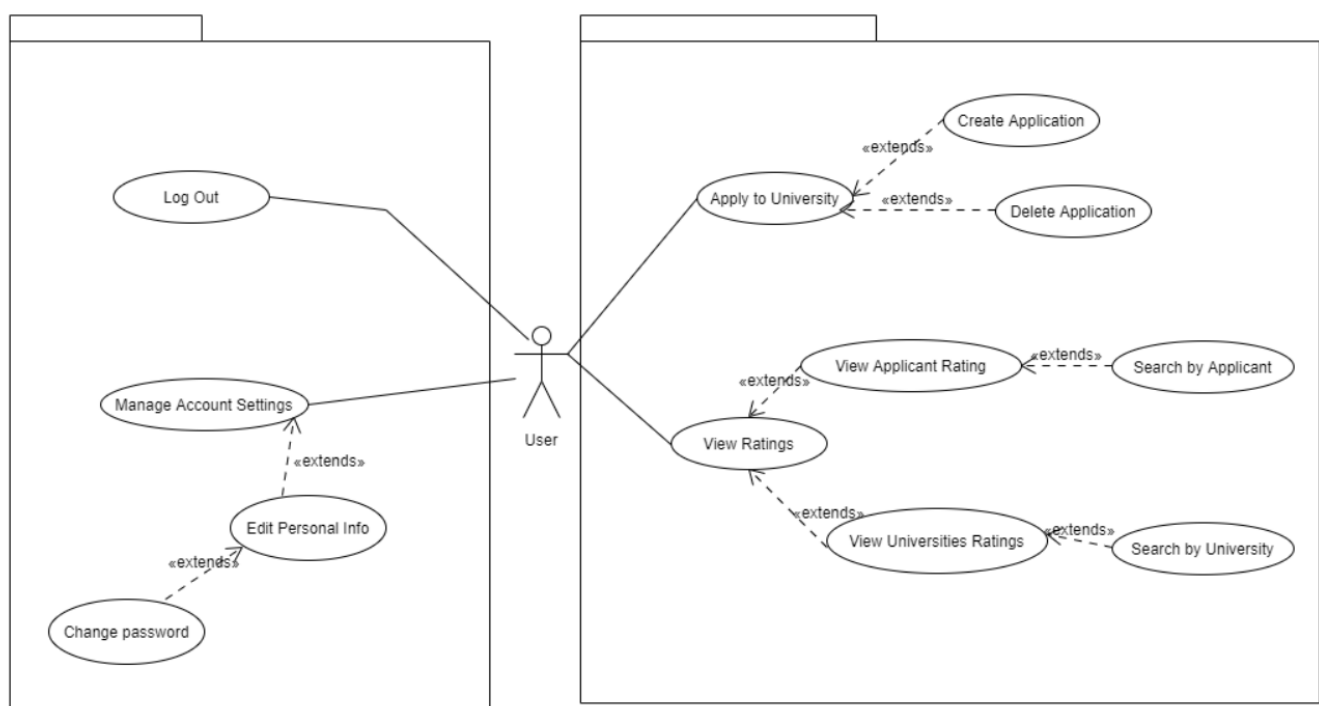 Log Out
Manage Account Settings
«extends»
Edit Personal Info
«extends»
Change password
User
Create Application
«extends»
Apply to University
«extends»
Delete Application
View Applicant Rating
«extends»
Search by Applicant
«extends»
View Ratings
«extends»
View Universities Ratings
«extends»
Search by University